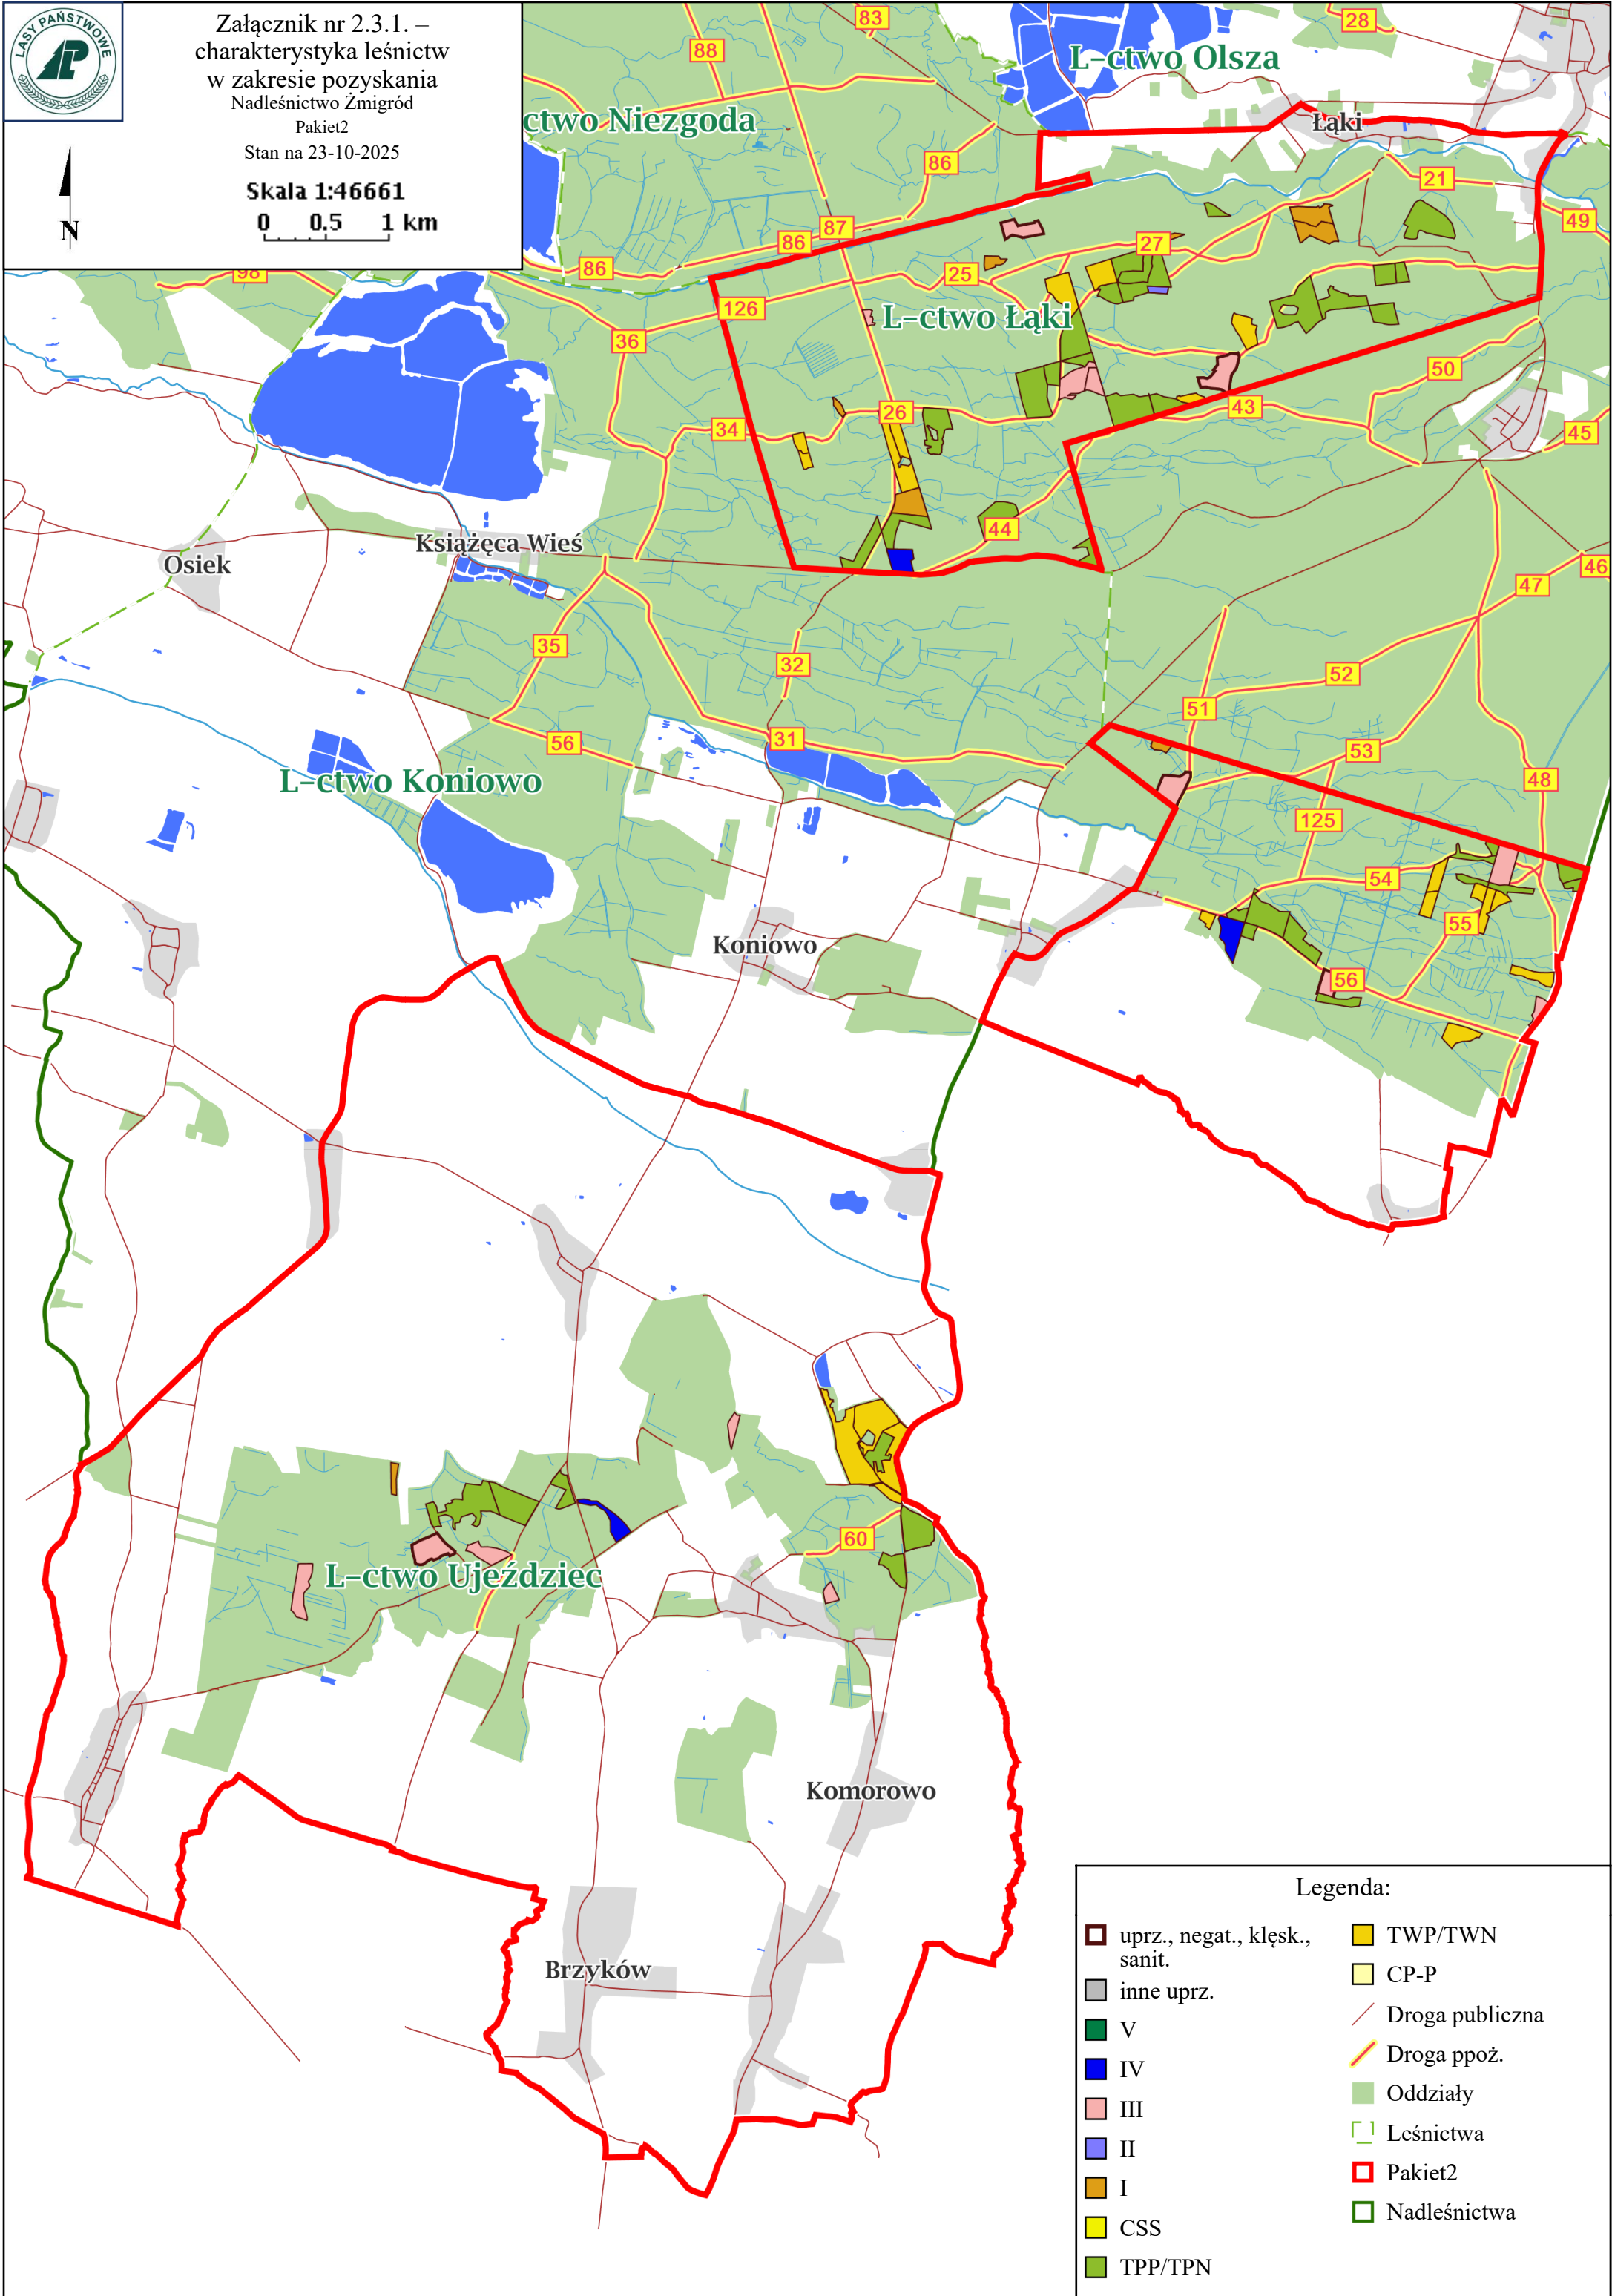 LASY PAŃSTWOWE
Załącznik nr 2.3.1. –
charakterystyka leśnictw
w zakresie pozyskania
Nadleśnictwo Żmigród
Pakiet2
Stan na 23-10-2025
Skala 1:46661
0 0.5 1 km
N
83
28
88
L-ctwo Olsza
ctwo Niezgoda
Łąki
86
21
49
87
86
27
86
25
98
126
L-ctwo Łąki
36
50
26
43
34
45
44
Książęca Wieś
Osiek
46
47
35
32
52
51
31
56
53
L-ctwo Koniowo
48
125
54
55
Koniowo
56
60
L-ctwo Ujeździec
Komorowo
Brzyków
Legenda:
uprz., negat., klęsk.,
sanit.
inne uprz.
V
IV
III
II
I
CSS
TPP/TPN
TWP/TWN
CP-P
Droga publiczna
Droga ppoż.
Oddziały
Leśnictwa
Pakiet2
Nadleśnictwa